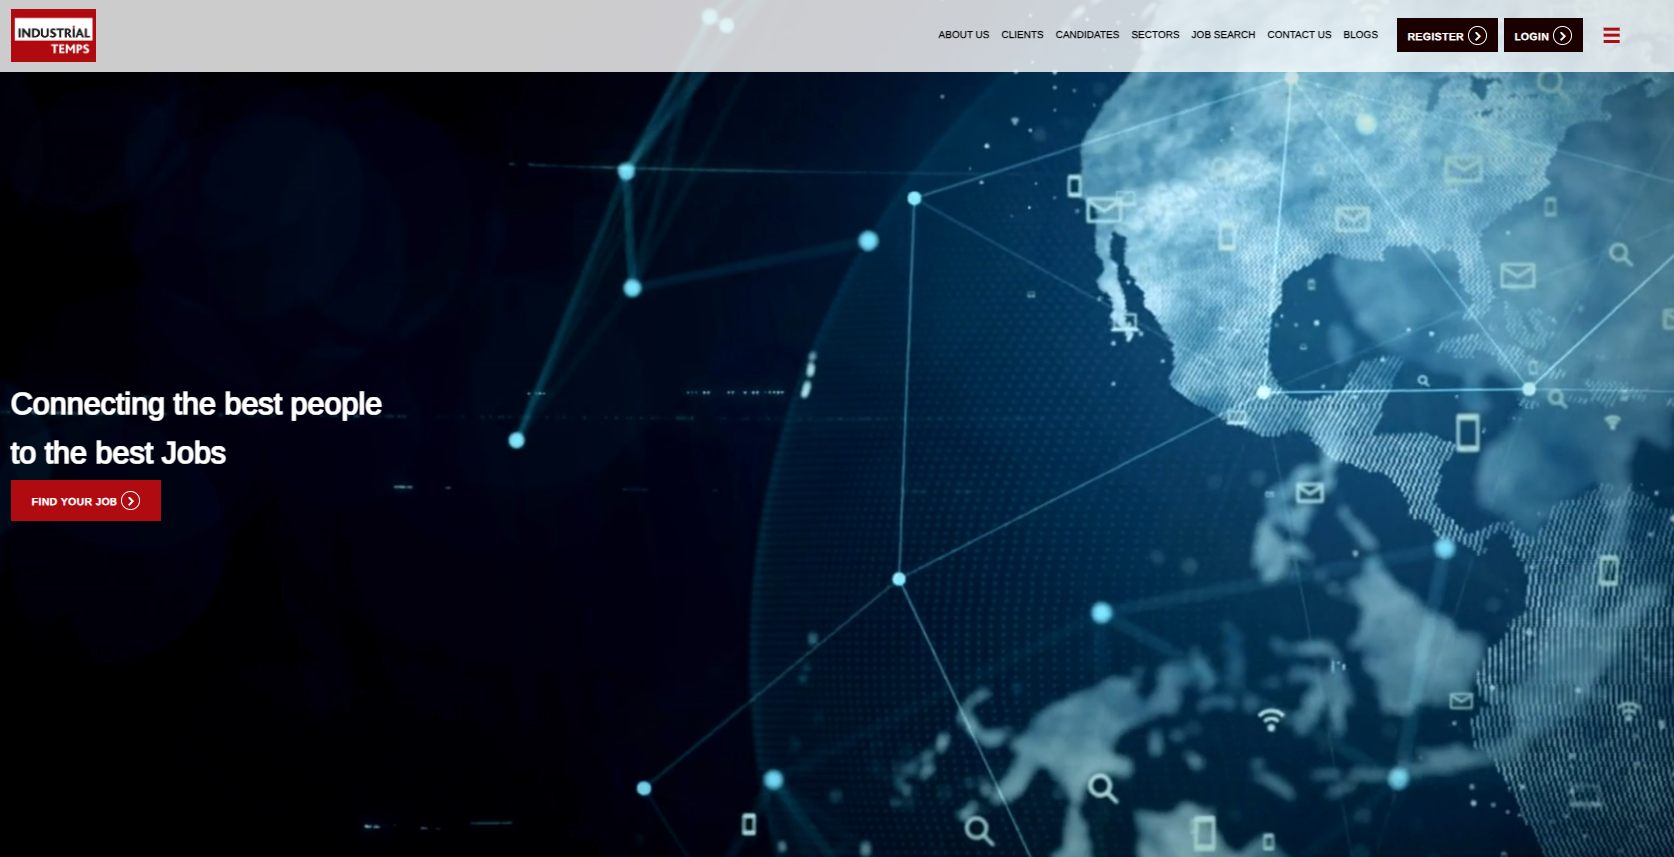 INDUSTRIAL
TEMPS
ABOUT US CLIENTS CANDIDATES SECTORS JOB SEARCH CONTACT US BLOGS REGISTER LOGIN
Connecting the best people
to the best Jobs
FIND YOUR JOB